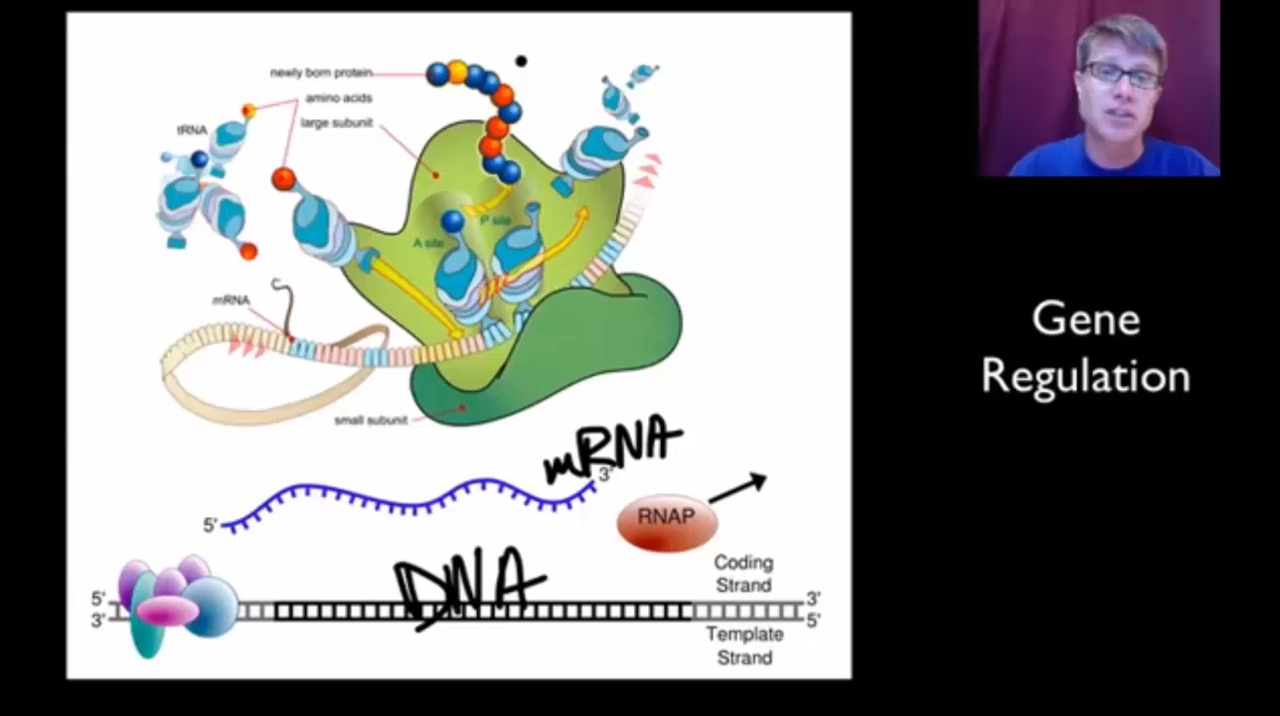 newly born protein
amino acids
large subunit
tRNA
P site
A site
mRNA
small subunit
Gene
Regulation
mRNA
3'
5'
RNAP
DNA
Coding
Strand
5'
3'
3'
5'
Template
Strand